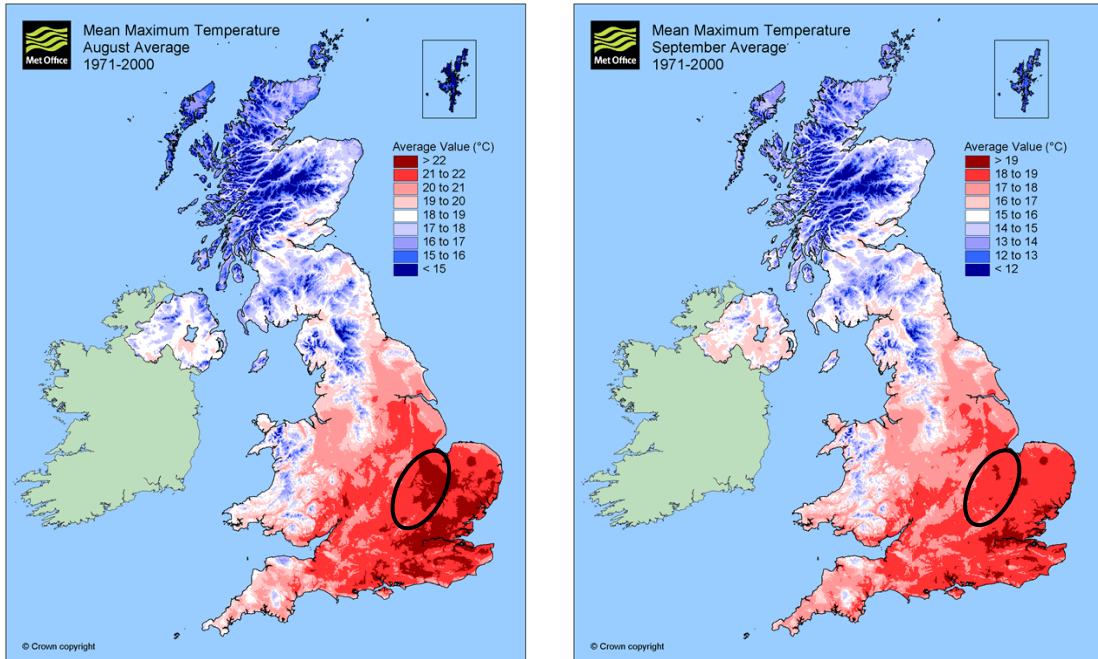 Met Office
Mean Maximum Temperature
August Average
1971-2000
Average Value (°C)
> 22
21 to 22
20 to 21
19 to 20
18 to 19
17 to 18
16 to 17
15 to 16
< 15
© Crown copyright
Met Office
Mean Maximum Temperature
September Average
1971-2000
Average Value (°C)
> 19
18 to 19
17 to 18
16 to 17
15 to 16
14 to 15
13 to 14
12 to 13
< 12
© Crown copyright